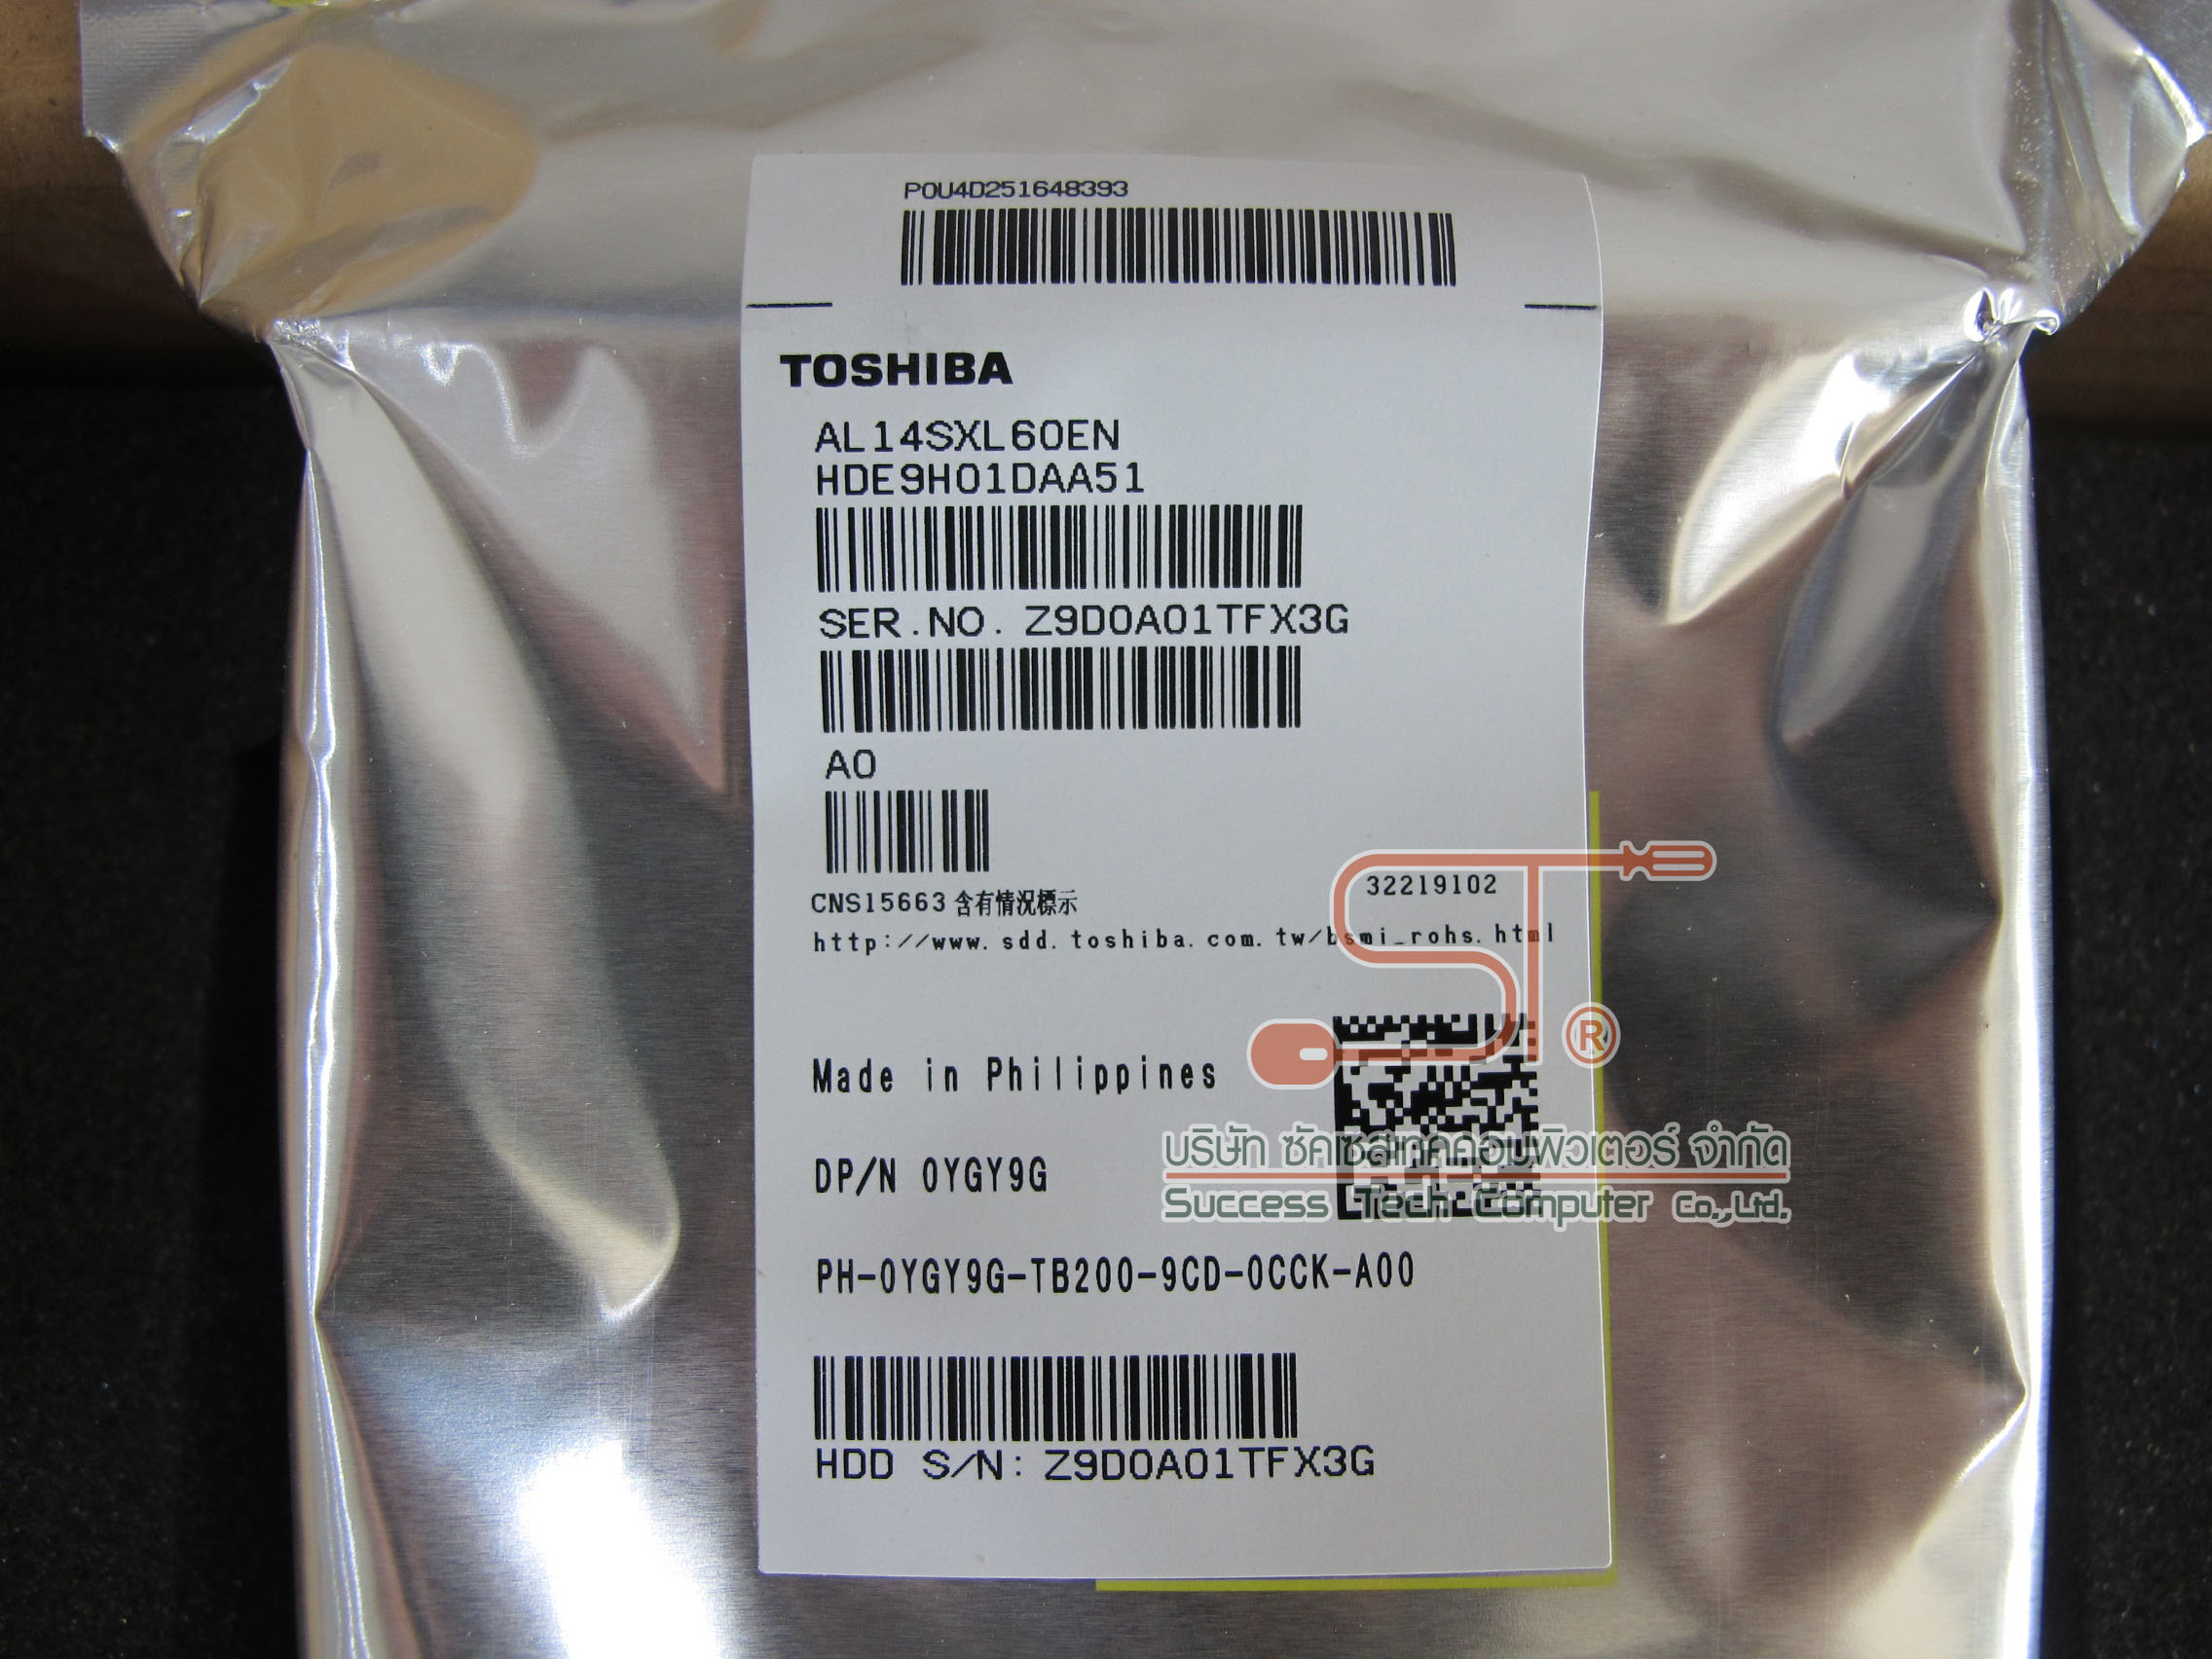 P0U4D251648393
TOSHIBA
AL14SXL60EN
HDE9H01DAA51
SER.NO. Z9D0A01TFX3G
A0
CNS15663 含有情況標示
32219102
http://www.sdd.toshiba.com.tw/bsmi_rohs.html
Made in Philippines
DP/N 0YGY9G
PH-0YGY9G-TB200-9CD-0CCK-A00
HDD S/N: Z9D0A01TFX3G
ST
®
บริษัท ซัคเซสเทคคอมพิวเตอร์ จำกัด
Success Tech Computer Co.,Ltd.